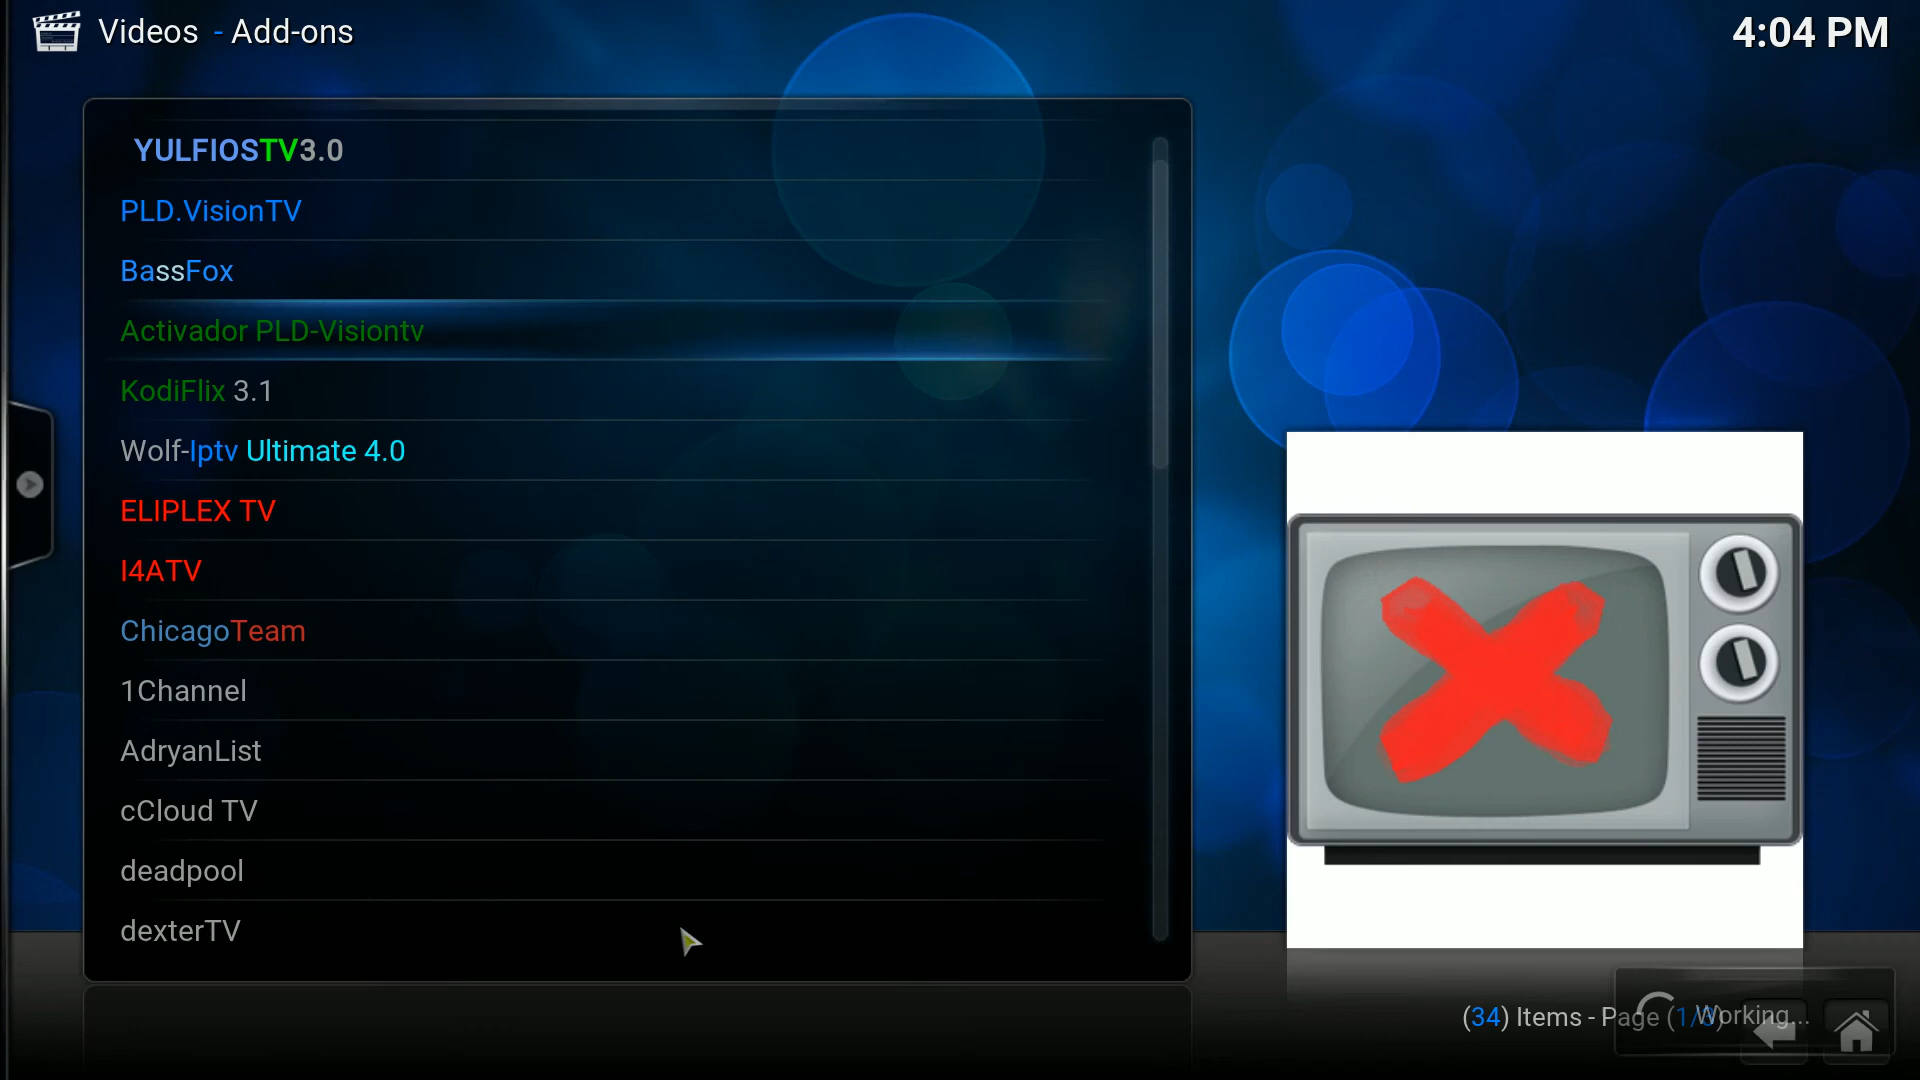 Videos - Add-ons
4:04 PM
YULFIOSTV3.0
PLD.VisionTV
BassFox
Activador PLD-Visiontv
KodiFlix 3.1
Wolf-Iptv Ultimate 4.0
ELIPLEX TV
I4ATV
ChicagoTeam
1Channel
AdryanList
cCloud TV
deadpool
dexterTV
(34) Items - Page (1/
Working...